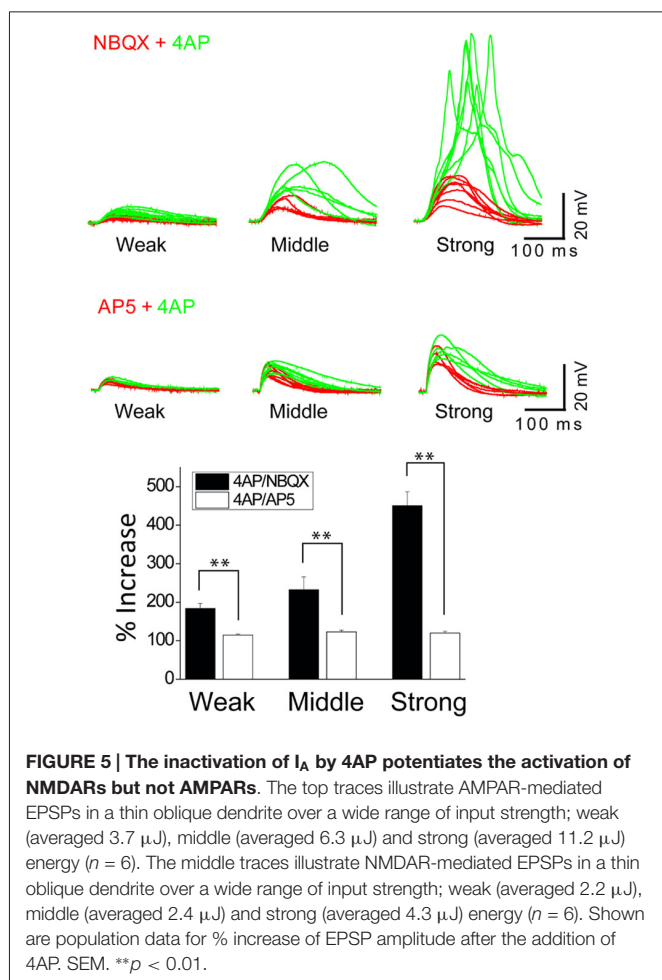 NBQX + 4AP
Weak
Middle
Strong
100 ms
20 mV
AP5 + 4AP
Weak
Middle
Strong
100 ms
20 mV
% Increase
500
400
300
200
100
0
4AP/NBQX
4AP/AP5
**
**
**
Weak
Middle
Strong
FIGURE 5 | The inactivation of IA by 4AP potentiates the activation of
NMDARs but not AMPARs. The top traces illustrate AMPAR-mediated
EPSPs in a thin oblique dendrite over a wide range of input strength; weak
(averaged 3.7 μJ), middle (averaged 6.3 μJ) and strong (averaged 11.2 μJ)
energy (n = 6). The middle traces illustrate NMDAR-mediated EPSPs in a thin
oblique dendrite over a wide range of input strength; weak (averaged 2.2 μJ),
middle (averaged 2.4 μJ) and strong (averaged 4.3 μJ) energy (n = 6). Shown
are population data for % increase of EPSP amplitude after the addition of
4AP. SEM. **p < 0.01.